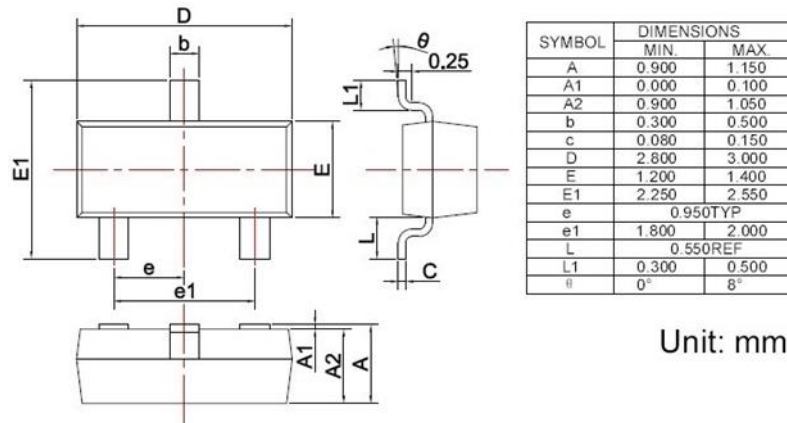 D
b
θ
0.25
L1
E1
E
L
e
C
e1
A1
A2
A
SYMBOL DIMENSIONS
MIN. MAX.
A 0.900 1.150
A1 0.000 0.100
A2 0.900 1.050
b 0.300 0.500
c 0.080 0.150
D 2.800 3.000
E 1.200 1.400
E1 2.250 2.550
e 0.950TYP
e1 1.800 2.000
L 0.550REF
L1 0.300 0.500
θ 0° 8°
Unit: mm